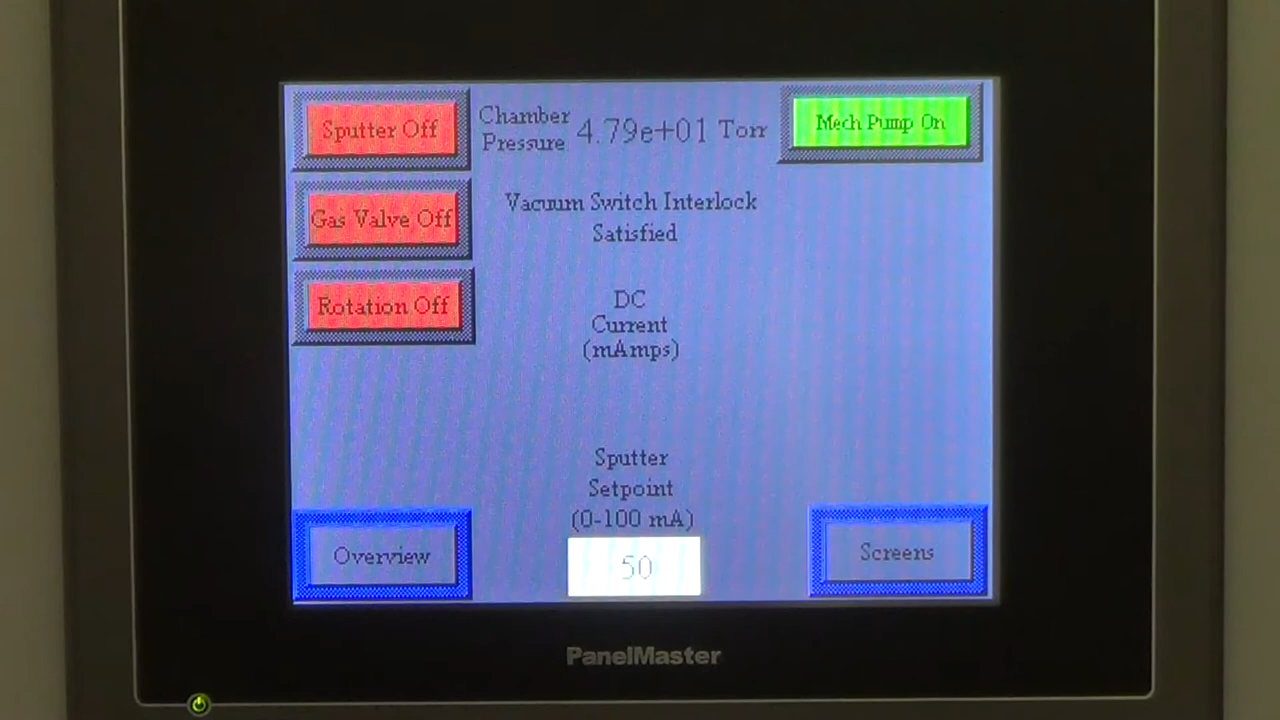 Sputter Off
Chamber
Pressure
4.79e+01 Torr
Mech Pump On
Gas Valve Off
Vacuum Switch Interlock
Satisfied
Rotation Off
DC
Current
(mAmps)
Sputter
Setpoint
(0-100 mA)
Overview
50
Screens
PanelMaster